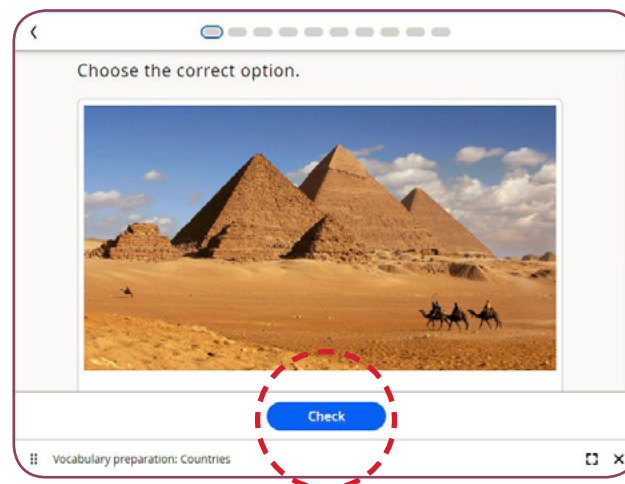 Choose the correct option.
Check
Vocabulary preparation: Countries